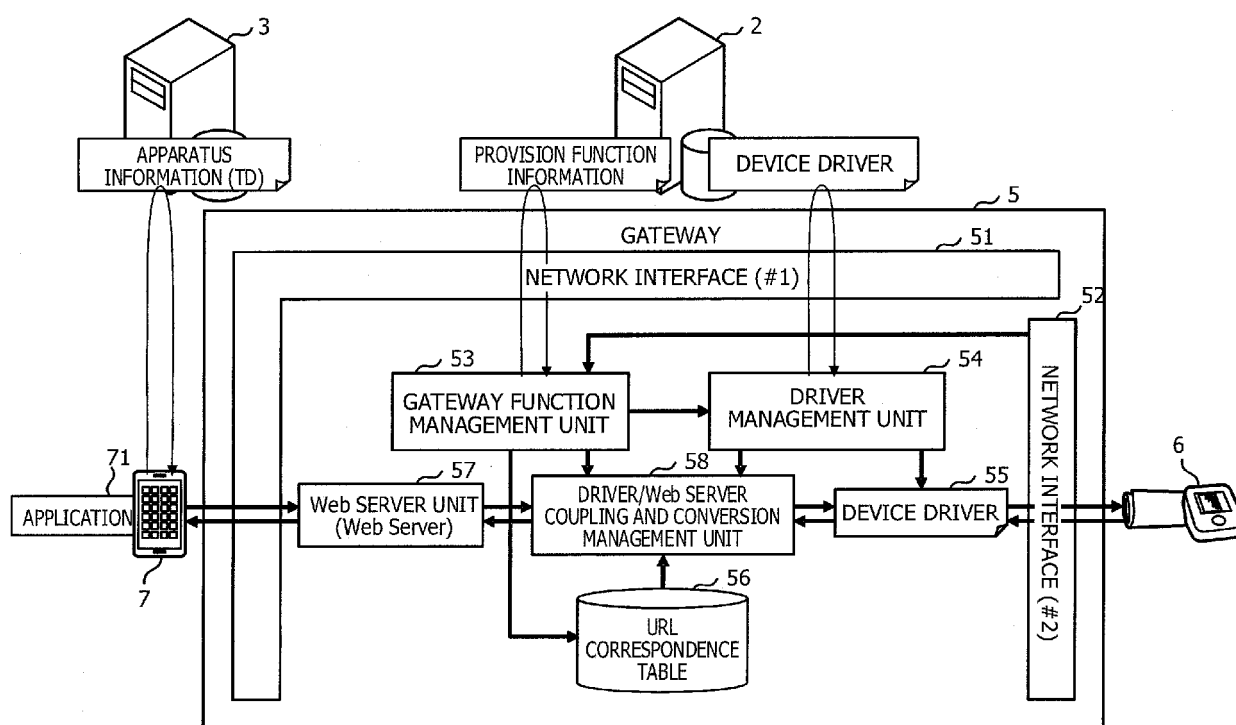 3
2
APPARATUS
INFORMATION (TD)
PROVISION FUNCTION
INFORMATION
DEVICE DRIVER
5
GATEWAY
51
NETWORK INTERFACE (#1)
52
53
54
GATEWAY FUNCTION
MANAGEMENT UNIT
DRIVER
MANAGEMENT UNIT
NETWORK INTERFACE (#2)
71
57
58
55
6
APPLICATION
Web SERVER UNIT
(Web Server)
DRIVER/Web SERVER
COUPLING AND CONVERSION
MANAGEMENT UNIT
DEVICE DRIVER
7
56
URL
CORRESPONDENCE
TABLE